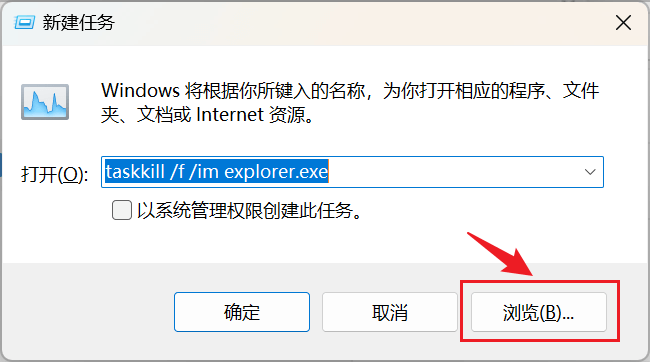 新建任务
Windows 将根据你所键入的名称，为你打开相应的程序、文件
夹、文档或 Internet 资源。
打开(O):
taskkill /f /im explorer.exe
以系统管理权限创建此任务。
确定
取消
浏览(B)...